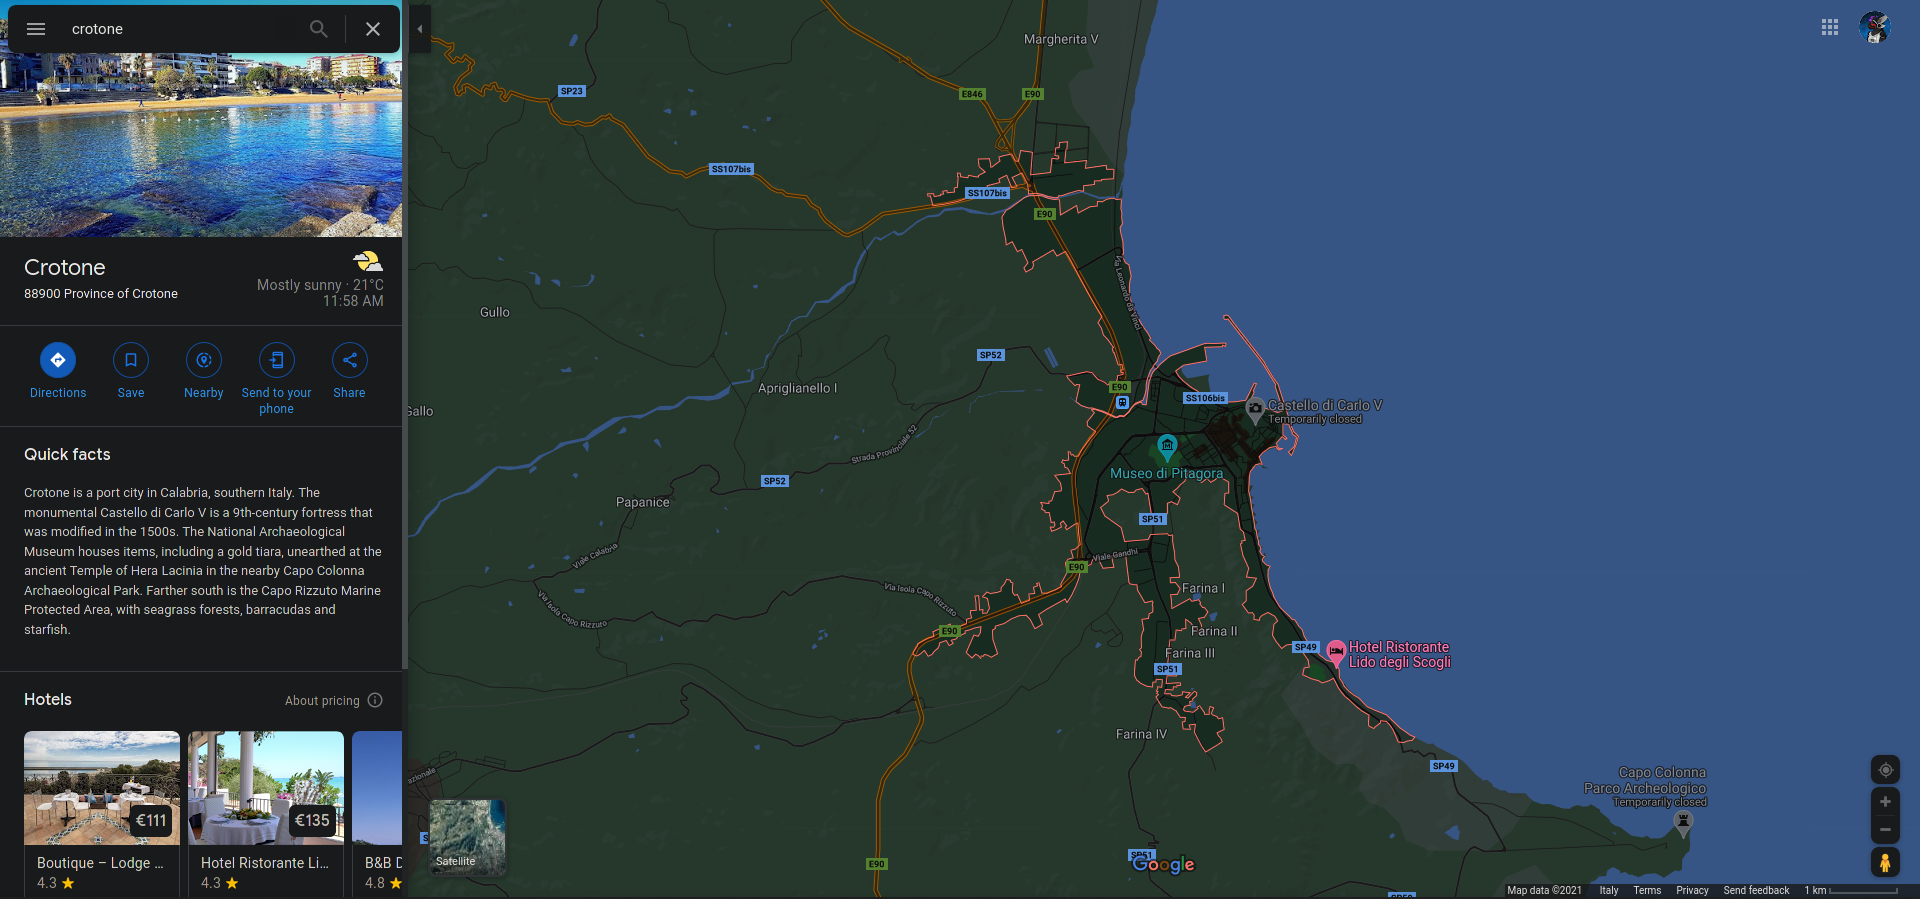 crotone
Crotone
88900 Province of Crotone
Mostly sunny · 21°C
11:58 AM
Directions
Save
Nearby
Send to your
phone
Share
Quick facts
Crotone is a port city in Calabria, southern Italy. The
monumental Castello di Carlo V is a 9th-century fortress that
was modified in the 1500s. The National Archaeological
Museum houses items, including a gold tiara, unearthed at the
ancient Temple of Hera Lacinia in the nearby Capo Colonna
Archaeological Park. Farther south is the Capo Rizzuto Marine
Protected Area, with seagrass forests, barracudas and
starfish.
Hotels
About pricing
€111
€135
Boutique – Lodge ...
4.3
Hotel Ristorante Li...
4.3
B&B D
4.8
Margherita V
SP23
E846
E90
SS107bis
SS107bis
E90
Via Leonardo da Vinci
Gullo
SP52
Apriglianello I
Gallo
E90
SS106bis
Castello di Carlo V
Temporarily closed
Strada Provinciale 52
Museo di Pitagora
SP52
Papanice
SP51
Viale Calabria
Viale Gandhi
E90
Via Isola Capo Rizzuto
Via Isola Capo Rizzuto
Farina I
E90
Farina II
Farina III
SP49
Hotel Ristorante
Lido degli Scogli
SP51
Farina IV
SP49
Capo Colonna
Parco Archeologico
Temporarily closed
azionale
S
Satellite
E90
SP51
Google
Map data ©2021
Italy
Terms
Privacy
Send feedback
1 km